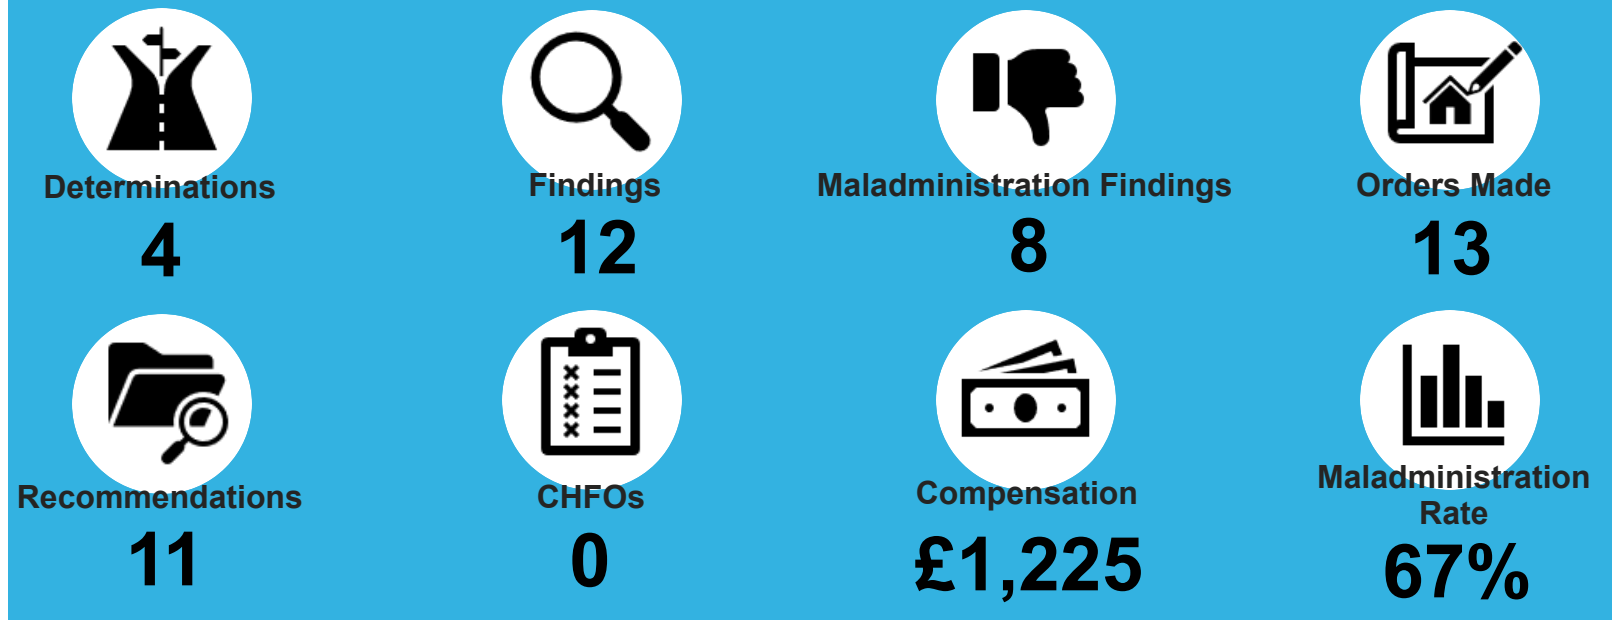 Determinations
4
Findings
12
Maladministration Findings
8
Orders Made
13
Recommendations
11
CHFOs
0
Compensation
£1,225
Maladministration
Rate
67%